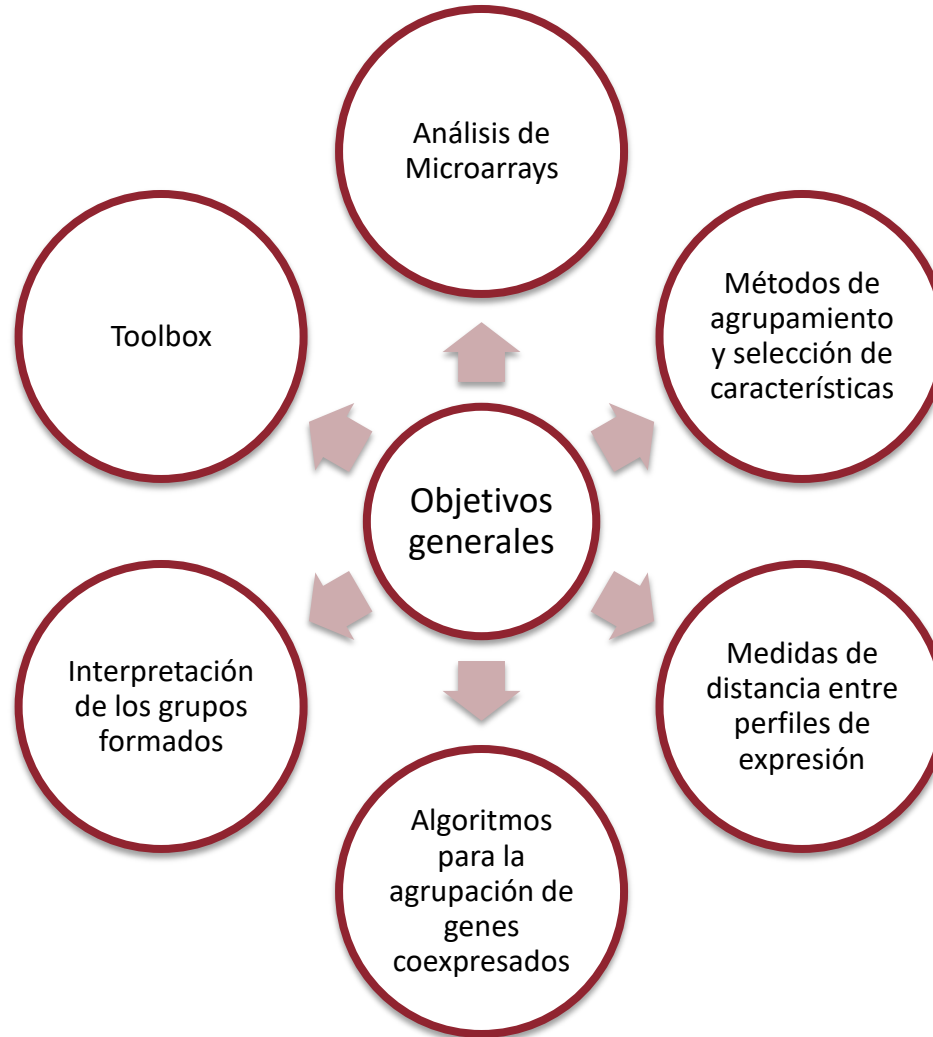 Análisis de
Microarrays
Métodos de
agrupamiento
y selección de
características
Toolbox
Objetivos
generales
Interpretación
de los grupos
formados
Medidas de
distancia entre
perfiles de
expresión
Algoritmos
para la
agrupación de
genes
coexpresados